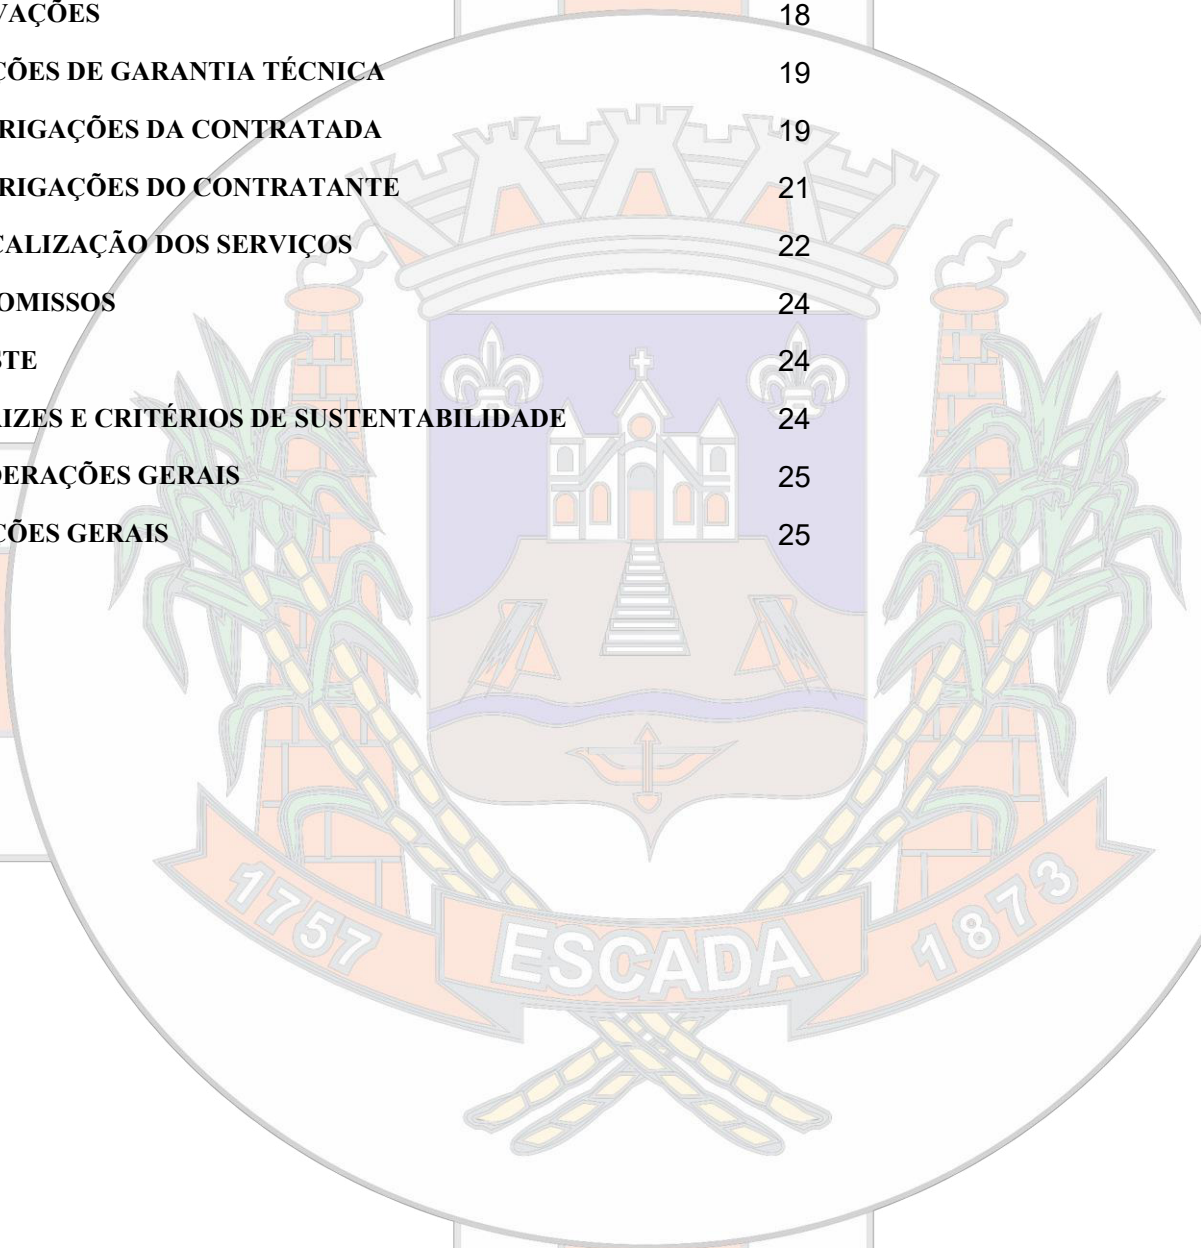 VAÇÕES 18
ÇÕES DE GARANTIA TÉCNICA 19
RIGAÇÕES DA CONTRATADA 19
RIGAÇÕES DO CONTRATANTE 21
CALIZAÇÃO DOS SERVIÇOS 22
OMISSOS 24
STE 24
RIZES E CRITÉRIOS DE SUSTENTABILIDADE 24
DERAÇÕES GERAIS 25
ÇÕES GERAIS 25
1757 ESCADA 1873